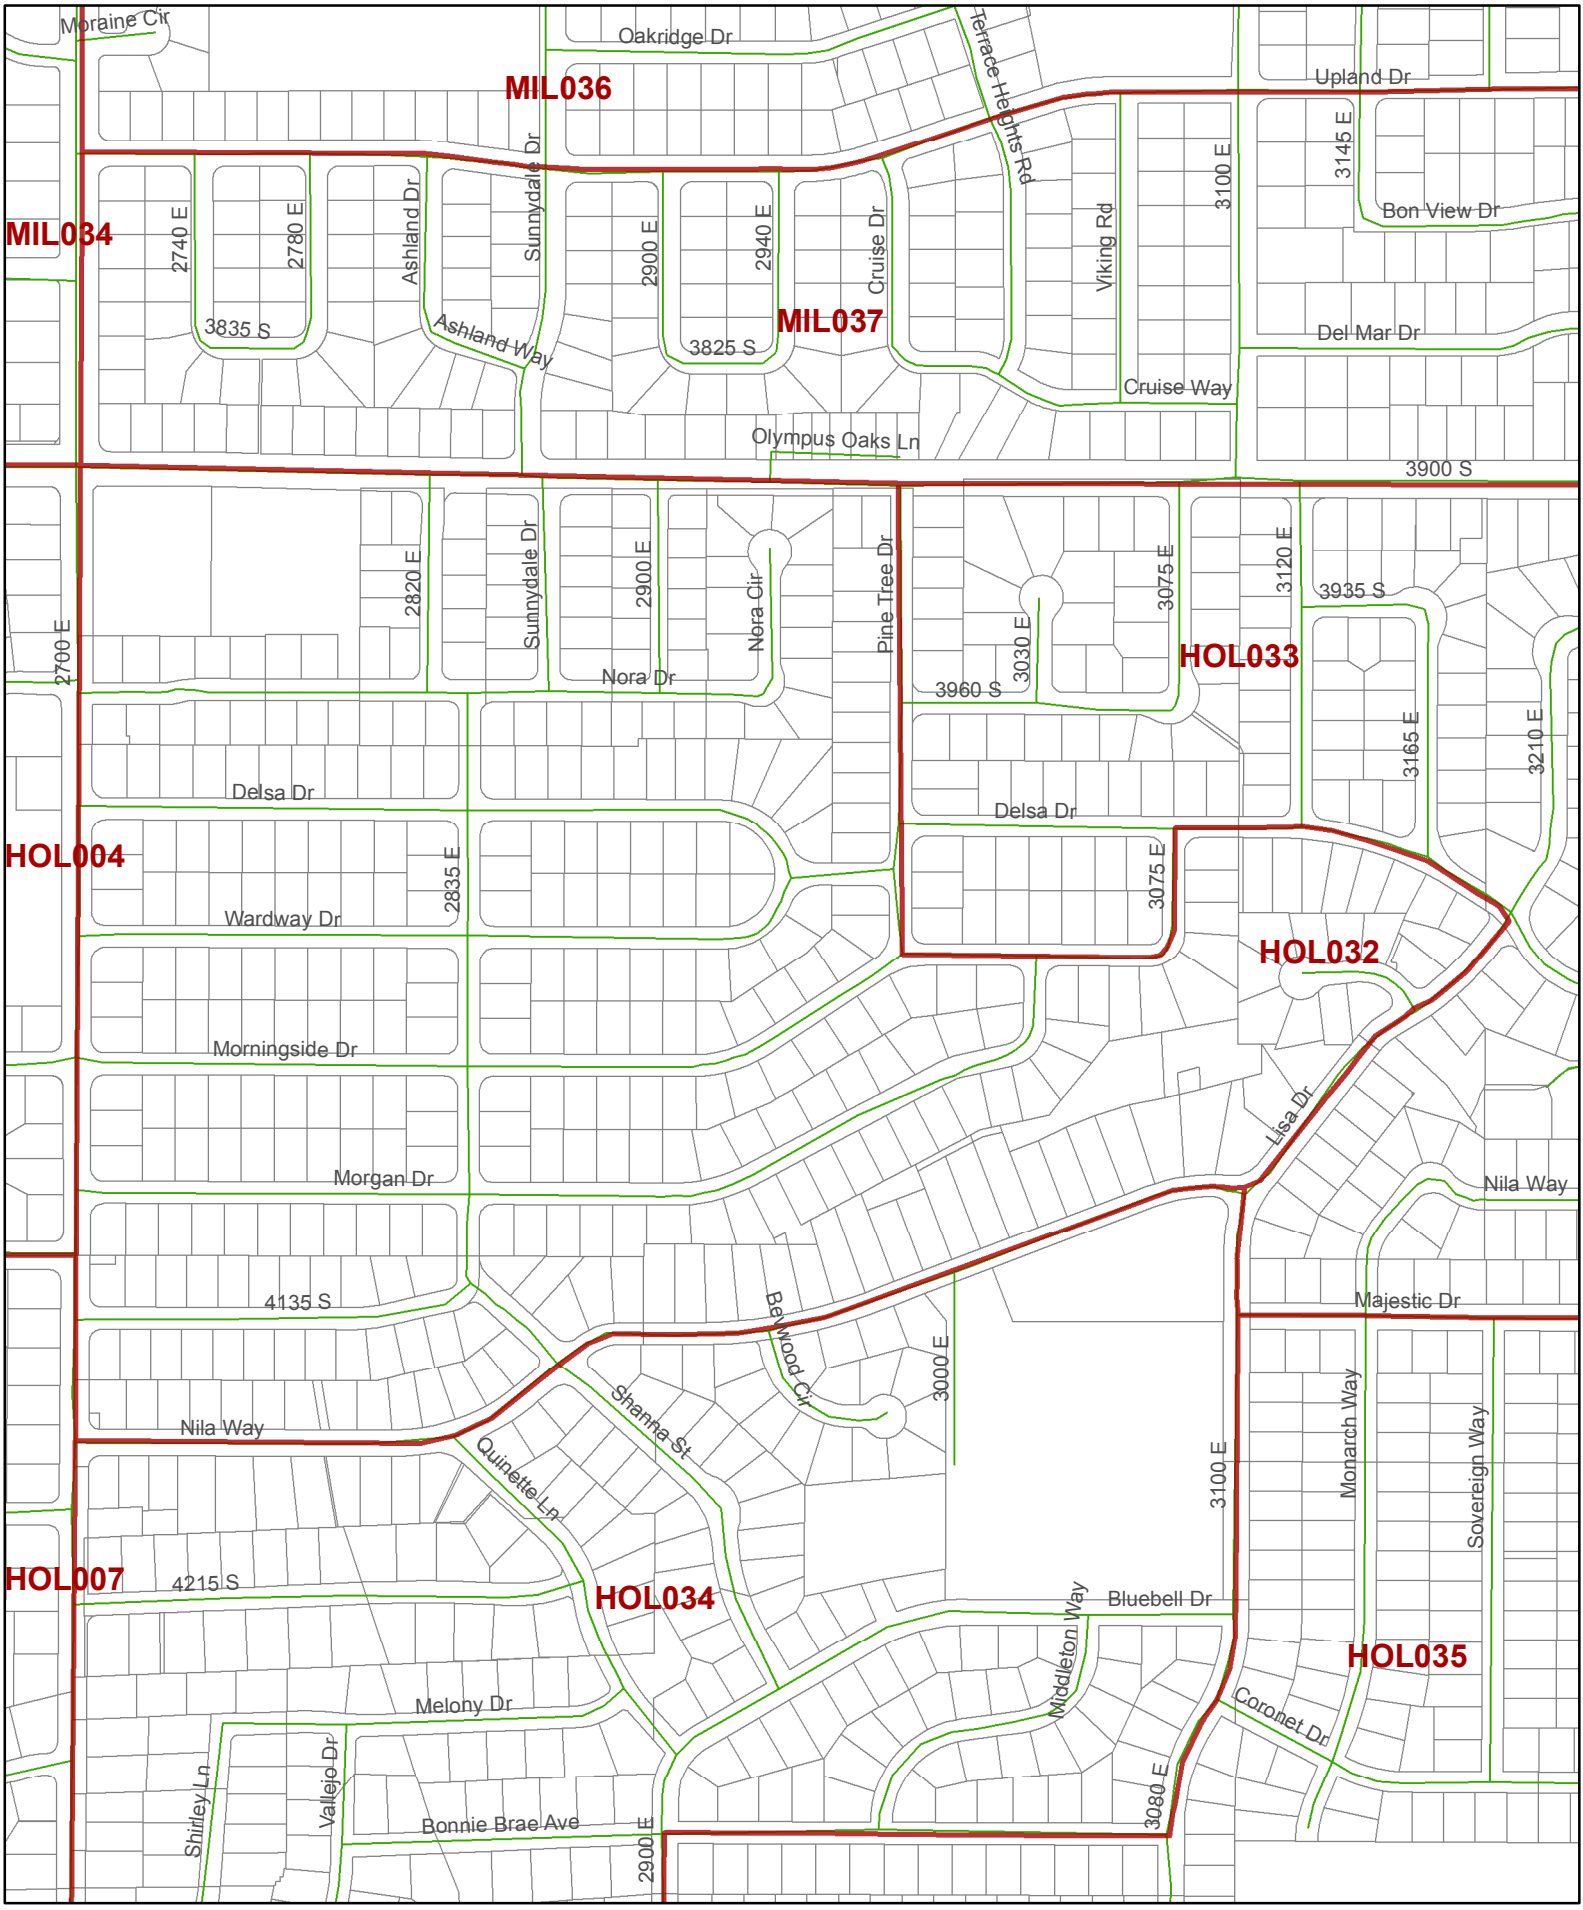 Moraine Cir
Oakridge Dr
Terrace Heights Rd
Upland Dr
MIL036
3145 E
3100 E
Sunnydale Dr
Ashland Dr
2740 E
2780 E
2900 E
2940 E
Cruise Dr
Viking Rd
Bon View Dr
MIL034
MIL037
3835 S
Ashland Way
3825 S
Del Mar Dr
Cruise Way
Olympus Oaks Ln
3900 S
2820 E
Sunnydale Dr
2900 E
Nora Cir
Pine Tree Dr
3075 E
3120 E
3935 S
2700 E
3030 E
HOL033
Nora Dr
3960 S
3165 E
3210 E
Delsa Dr
Delsa Dr
HOL004
2835 E
3075 E
Wardway Dr
HOL032
Morningside Dr
Lisa Dr
Morgan Dr
Nila Way
4135 S
Majestic Dr
Bevwood Cir
3000 E
Shanna St
Monarch Way
Nila Way
Sovereign Way
Quinette Ln
3100 E
HOL007
4215 S
HOL034
Middleton Way
Bluebell Dr
HOL035
Melony Dr
Coronet Dr
Shirley Ln
Vallejo Dr
3080 E
Bonnie Brae Ave
2900 E